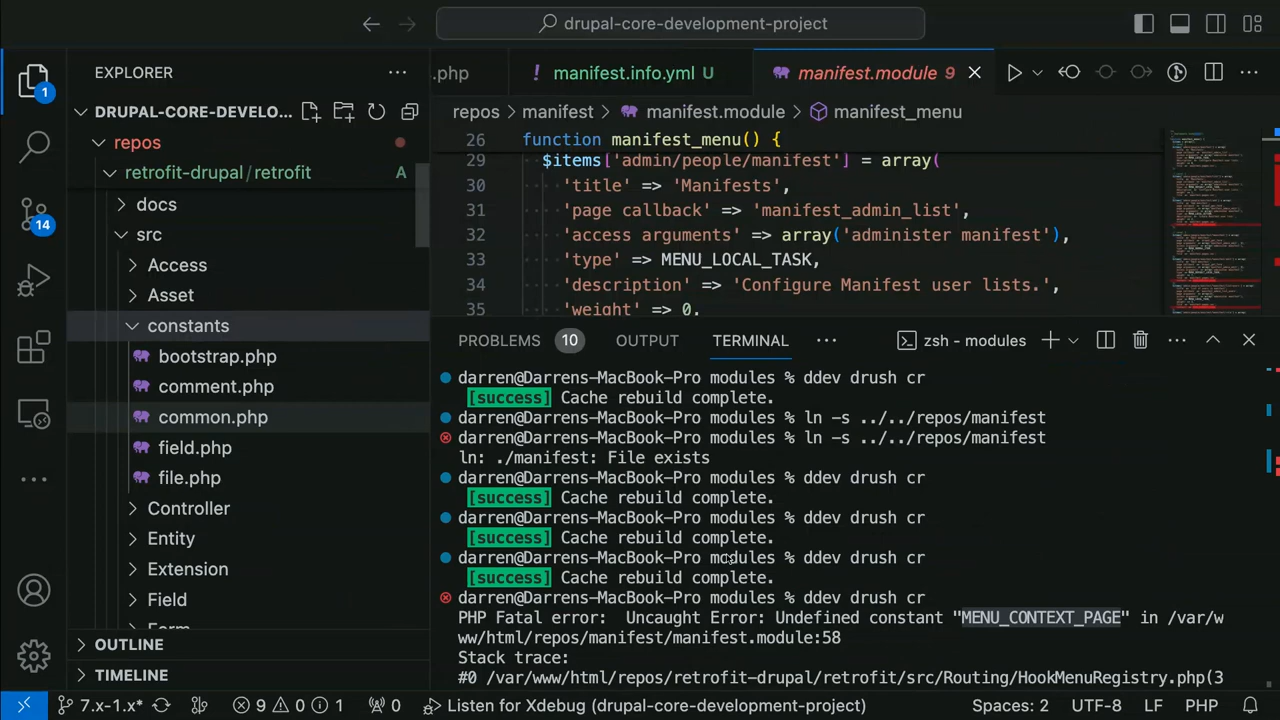 drupal-core-development-project
EXPLORER
.php
manifest.info.yml U
manifest.module 9
DRUPAL-CORE-DEVELO...
repos > manifest > manifest.module > manifest_menu
repos
retrofit-drupal/retrofit A
docs
src
Access
Asset
constants
bootstrap.php
comment.php
common.php
field.php
file.php
Controller
Entity
Extension
Field
OUTLINE
TIMELINE
1
14
26 function manifest_menu() {
$items['admin/people/manifest'] = array(
30 'title' => 'Manifests',
31 'page callback' => 'manifest_admin_list',
32 'access arguments' => array('administer manifest'),
33 'type' => MENU_LOCAL_TASK,
34 'description' => 'Configure Manifest user lists.',
'weight' => 0,
PROBLEMS 10 OUTPUT TERMINAL zsh - modules
darren@Darrens-MacBook-Pro modules % ddev drush cr
[success] Cache rebuild complete.
darren@Darrens-MacBook-Pro modules % ln -s ../../repos/manifest
darren@Darrens-MacBook-Pro modules % ln -s ../../repos/manifest
ln: ./manifest: File exists
darren@Darrens-MacBook-Pro modules % ddev drush cr
[success] Cache rebuild complete.
darren@Darrens-MacBook-Pro modules % ddev drush cr
[success] Cache rebuild complete.
darren@Darrens-MacBook-Pro modules % ddev drush cr
[success] Cache rebuild complete.
darren@Darrens-MacBook-Pro modules % ddev drush cr
PHP Fatal error:  Uncaught Error: Undefined constant "MENU_CONTEXT_PAGE" in /var/w
ww/html/repos/manifest/manifest.module:58
Stack trace:
#0 /var/www/html/repos/retrofit-drupal/retrofit/src/Routing/HookMenuRegistry.php(3
7.x-1.x* 9 0 1 0 Listen for Xdebug (drupal-core-development-project) Spaces: 2 UTF-8 LF PHP